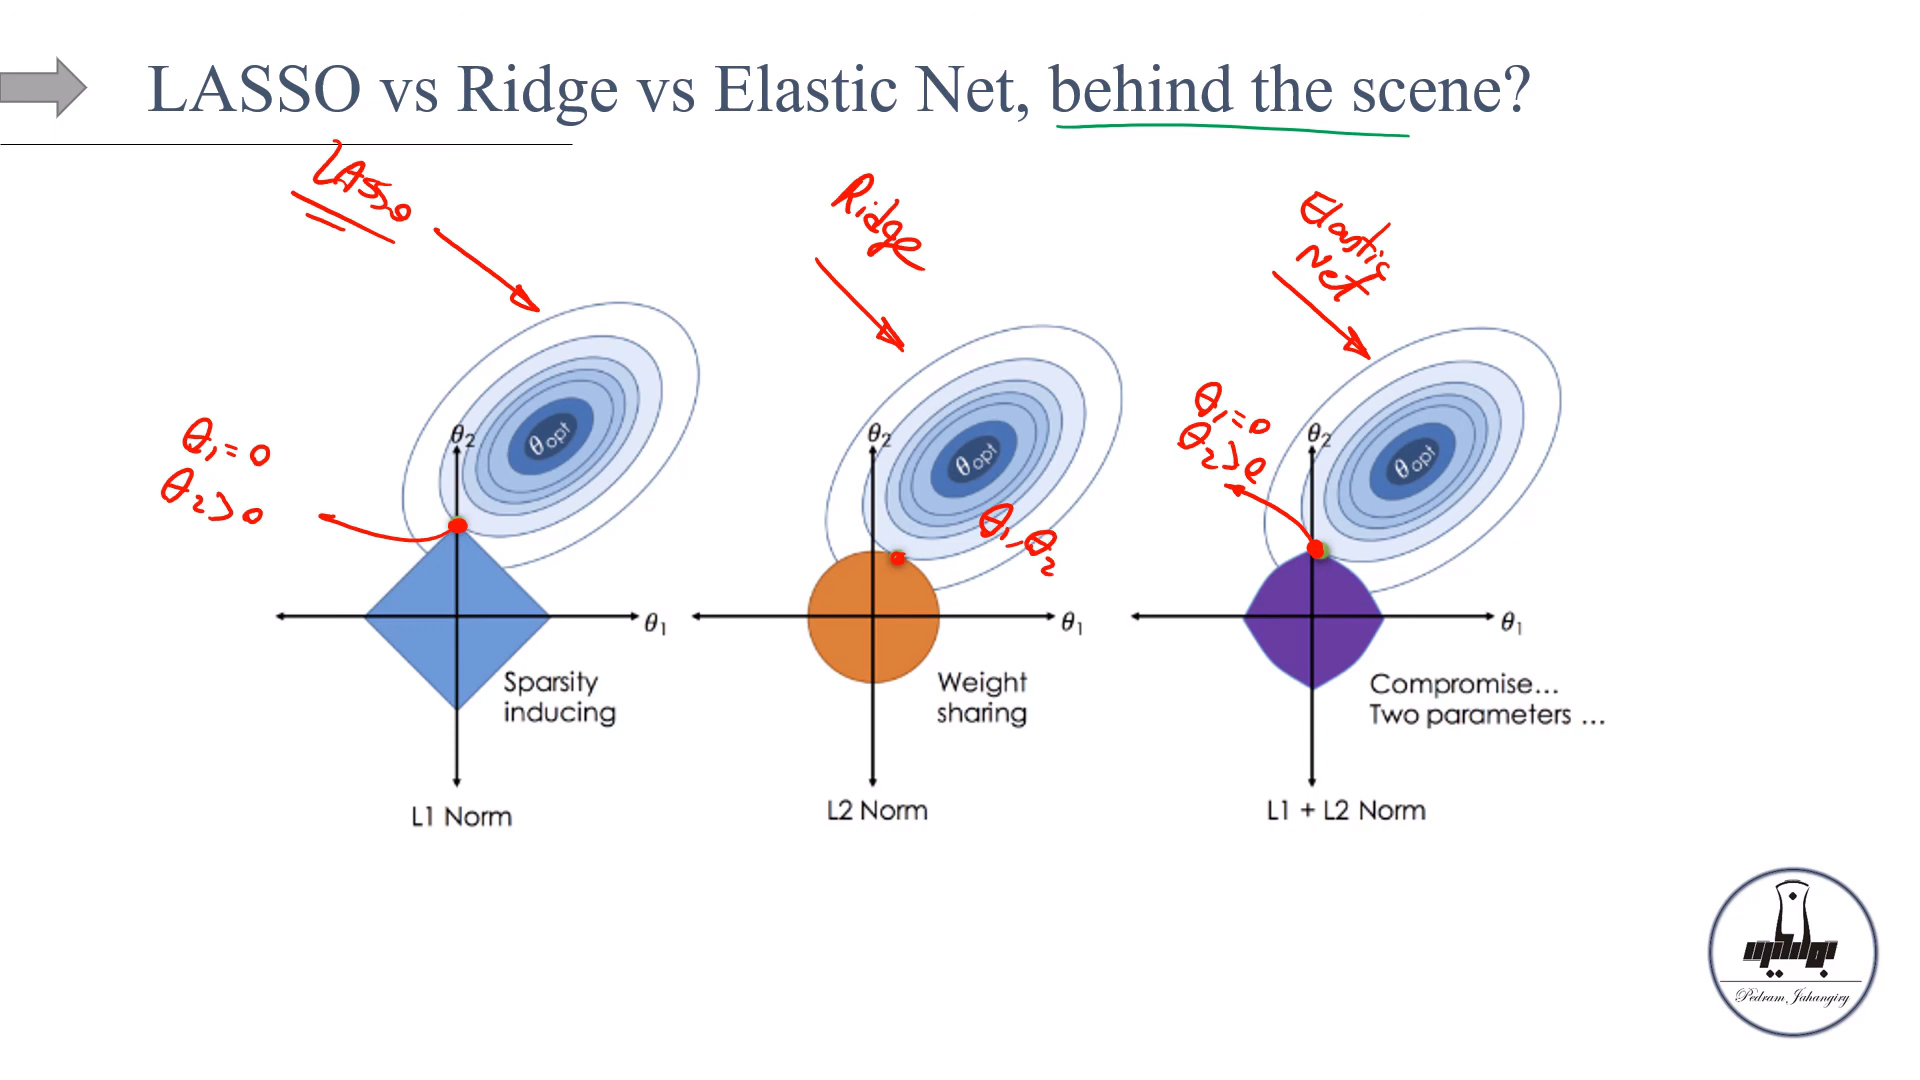 LASSO vs Ridge vs Elastic Net, behind the scene?
LASSO
Ridge
Elastic
Net
θ₁ = 0
θ₂ > 0
θ₂
θ opt
θ₁
Sparsity
inducing
L1 Norm
θ₂
θ opt
θ₁, θ₂
θ₁
Weight
sharing
L2 Norm
θ₁ = 0
θ₂ > 0
θ₂
θ opt
θ₁
Compromise...
Two parameters ...
L1 + L2 Norm
Pedram Jahangiry